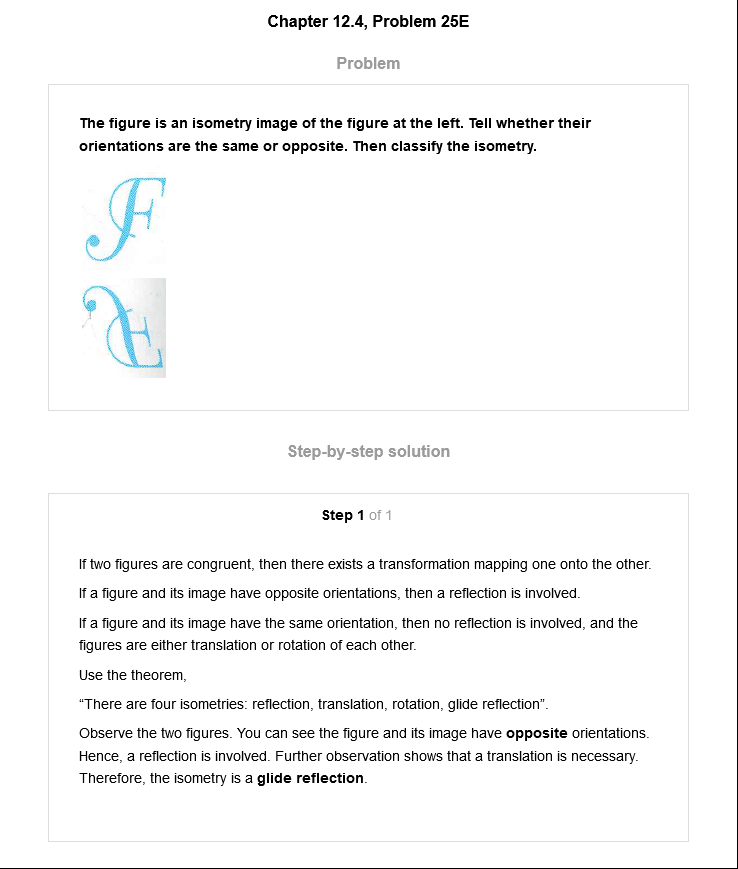 Chapter 12.4, Problem 25E
Problem
The figure is an isometry image of the figure at the left. Tell whether their
orientations are the same or opposite. Then classify the isometry.
F
Step-by-step solution
Step 1 of 1
If two figures are congruent, then there exists a transformation mapping one onto the other.
If a figure and its image have opposite orientations, then a reflection is involved.
If a figure and its image have the same orientation, then no reflection is involved, and the
figures are either translation or rotation of each other.
Use the theorem,
“There are four isometries: reflection, translation, rotation, glide reflection”.
Observe the two figures. You can see the figure and its image have opposite orientations.
Hence, a reflection is involved. Further observation shows that a translation is necessary.
Therefore, the isometry is a glide reflection.